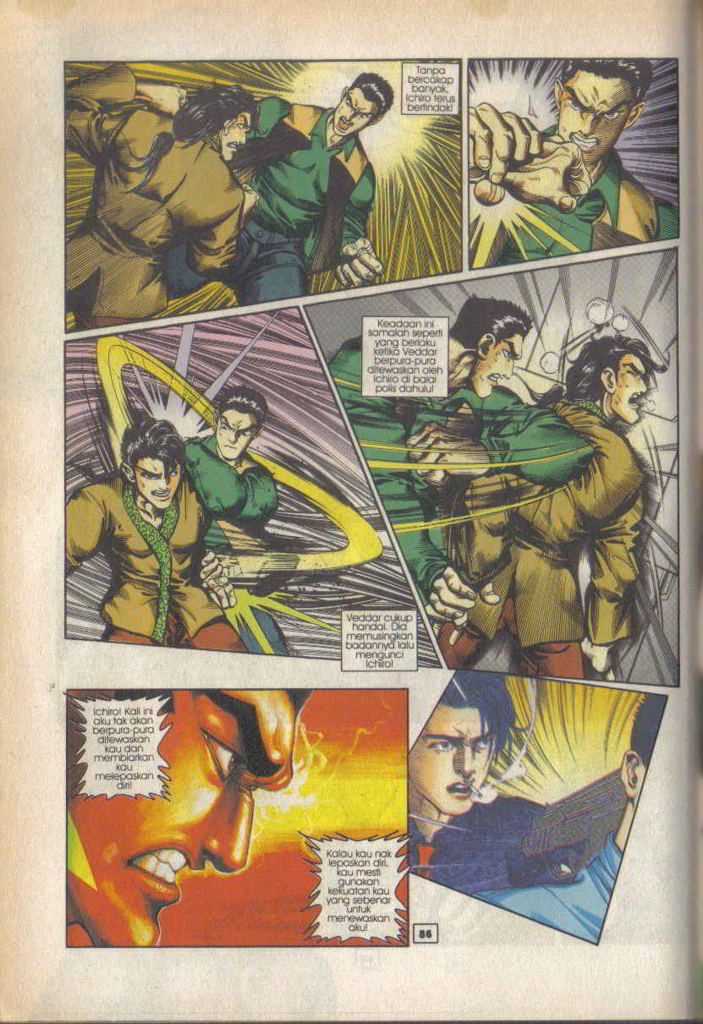 Tanpa
bercakap
banyak,
Ichiro terus
bertindak!
Keadaan ini
samalah seperti
yang berlaku
ketika Veddar
berpura-pura
ditewaskan oleh
Ichiro di balai
polis dahulu!
Veddar cukup
handal. Dia
memusingkan
badannya lalu
mengunci
Ichiro!
Ichiro! Kali ini
aku tak akan
berpura-pura
ditewaskan
kau dan
membiarkan
kau
melepaskan
diri!
Kalau kau nak
lepaskan diri,
kau mesti
gunakan
kekuatan kau
yang sebenar
untuk
menewaskan
aku!
86